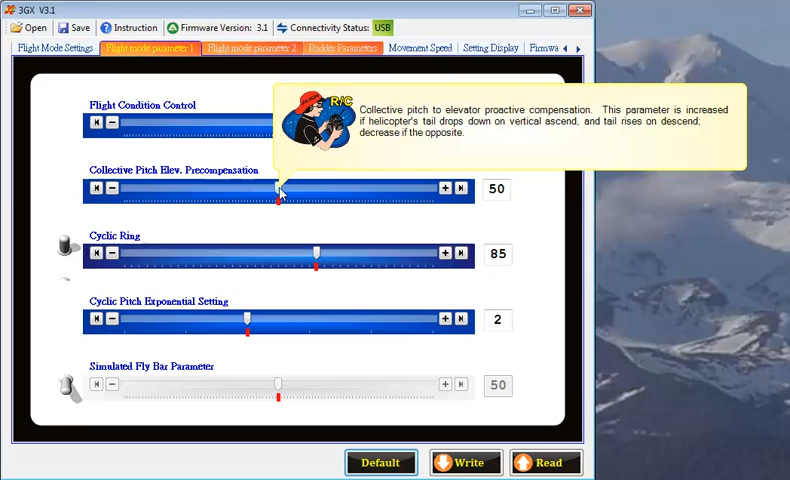 3GX V3.1
Open Save Instruction Firmware Version: 3.1 Connectivity Status: USB
Flight Mode Settings Flight mode parameter 1 Flight mode parameter 2 Rudder Parameters Movement Speed Setting Display Firmwa
Flight Condition Control
R/C
Collective pitch to elevator proactive compensation. This parameter is increased
if helicopter's tail drops down on vertical ascend, and tail rises on descend;
decrease if the opposite.
Collective Pitch Elev. Precompensation
50
Cyclic Ring
85
Cyclic Pitch Exponential Setting
2
Simulated Fly Bar Parameter
50
Default Write Read